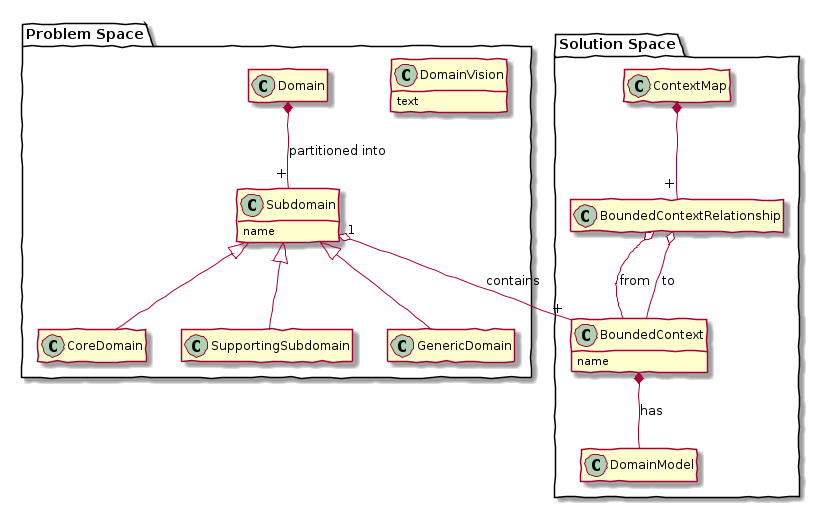 Problem Space
C Domain
C DomainVision
text
partitioned into
+
C Subdomain
name
1
contains
+
C CoreDomain
C SupportingSubdomain
C GenericDomain
Solution Space
C ContextMap
+
C BoundedContextRelationship
from
to
C BoundedContext
name
has
C DomainModel